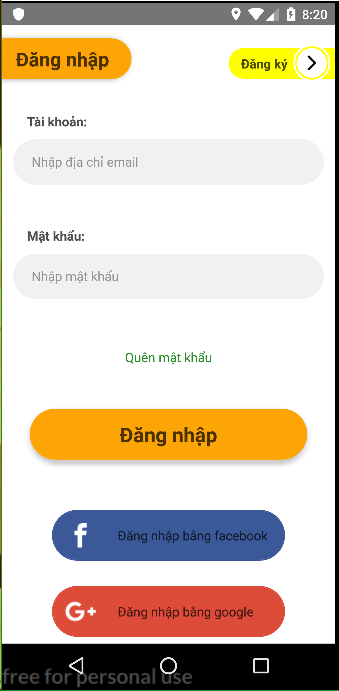 8:20
Đăng nhập
Đăng ký
Tài khoản:
Nhập địa chỉ email
Mật khẩu:
Nhập mật khẩu
Quên mật khẩu
Đăng nhập
f Đăng nhập bằng facebook
G+ Đăng nhập bằng google
free for personal use